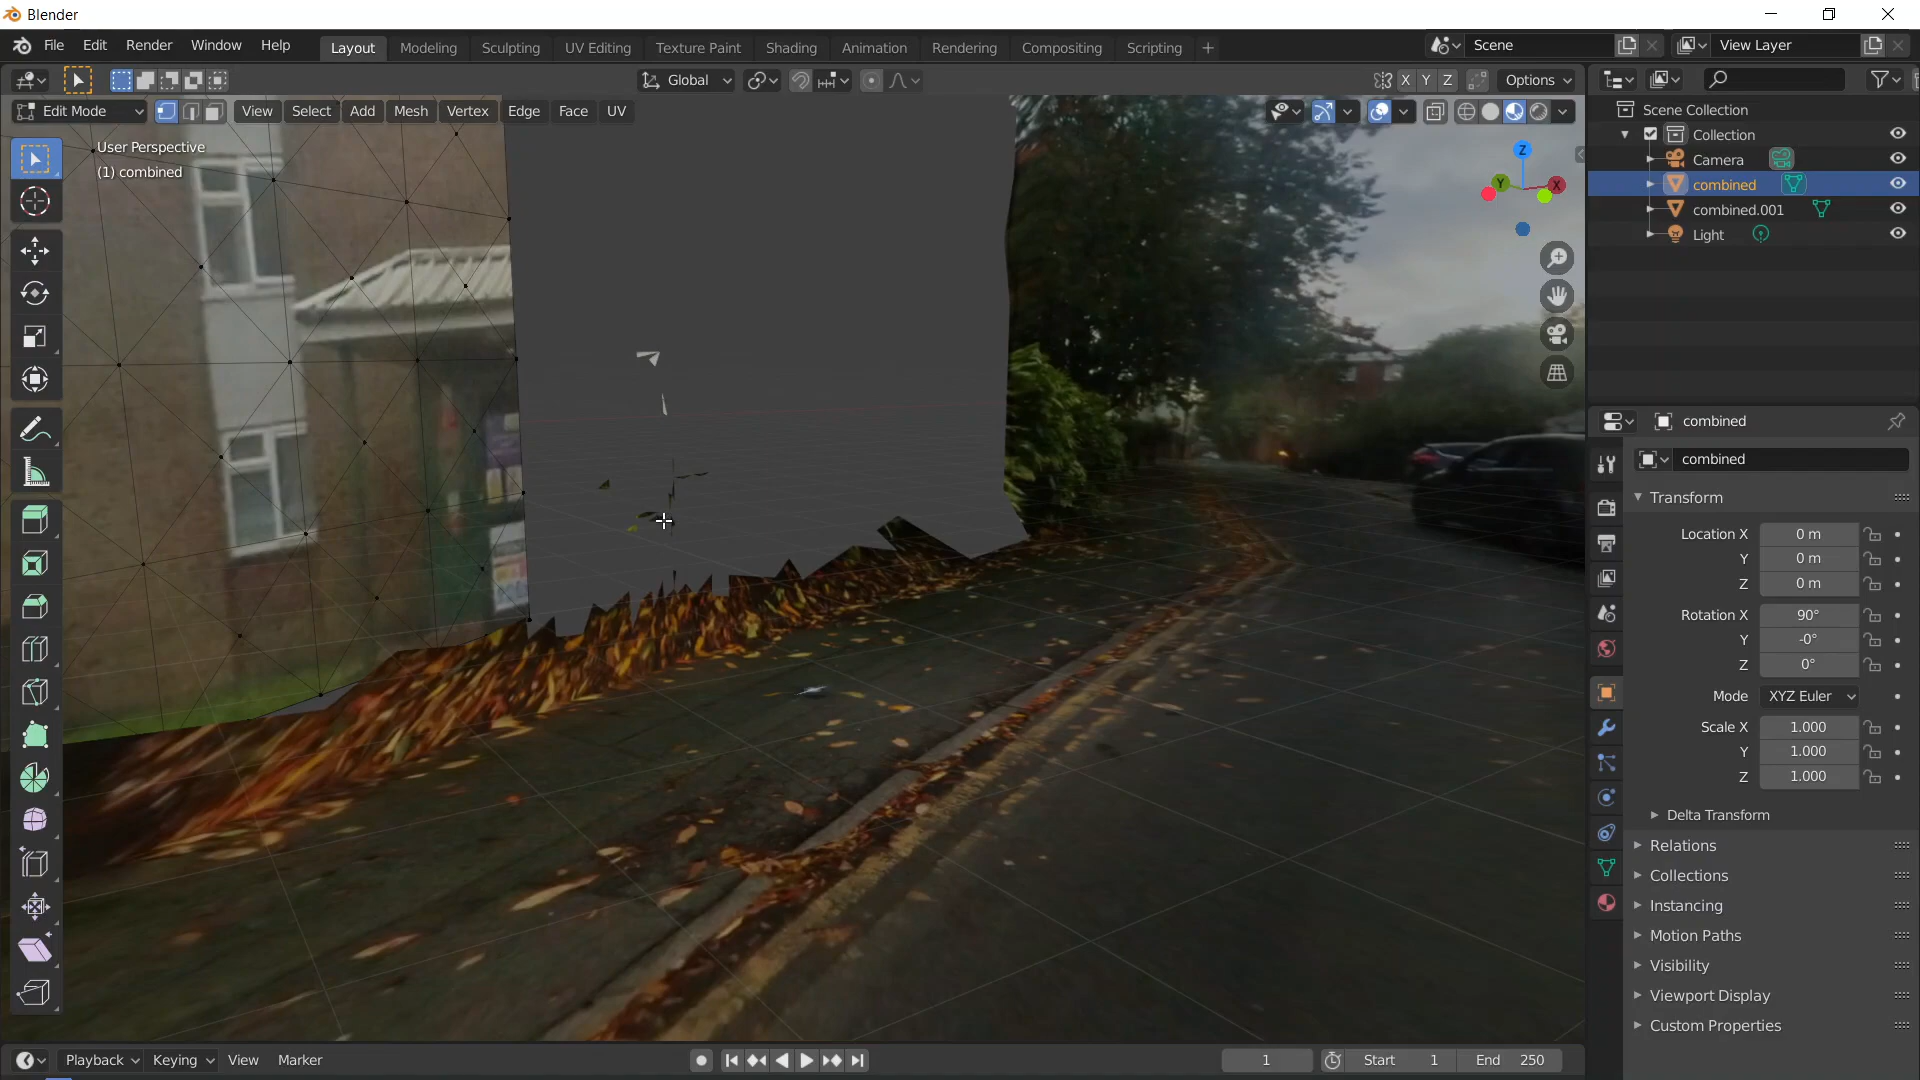 Blender
File Edit Render Window Help Layout Modeling Sculpting UV Editing Texture Paint Shading Animation Rendering Compositing Scripting + Scene View Layer
Global X Y Z Options
Edit Mode View Select Add Mesh Vertex Edge Face UV
User Perspective
(1) combined
Z
Y X
Scene Collection
Collection
Camera
combined
combined.001
Light
combined
combined
Transform
Location X 0 m
Y 0 m
Z 0 m
Rotation X 90°
Y -0°
Z 0°
Mode XYZ Euler
Scale X 1.000
Y 1.000
Z 1.000
Delta Transform
Relations
Collections
Instancing
Motion Paths
Visibility
Viewport Display
Custom Properties
Playback Keying View Marker 1 Start 1 End 250